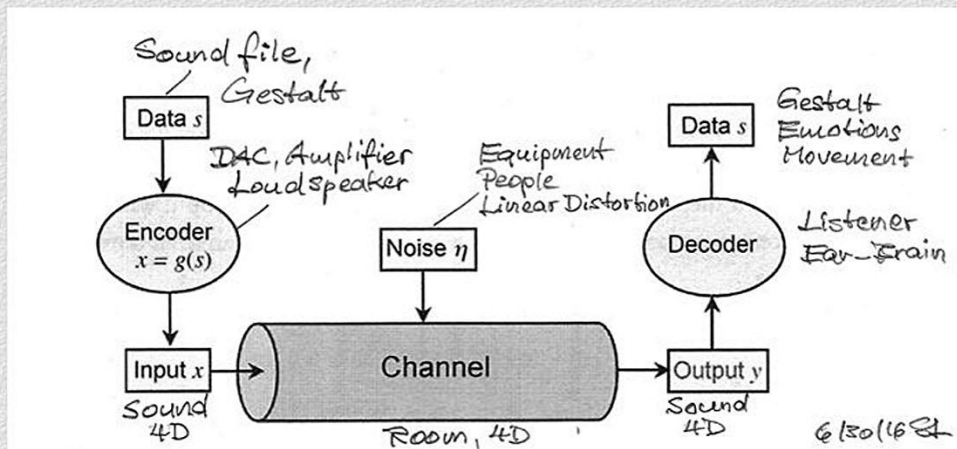 Sound file,
Gestalt
Data s
DAC, Amplifier
Loudspeaker
Encoder
x = g(s)
Input x
Sound
4D
Equipment
People
Linear Distortion
Noise η
Channel
Room, 4D
Gestalt
Emotions
Movement
Data s
Listener
Ear-Brain
Decoder
Output y
Sound
4D
6/30/16 SL